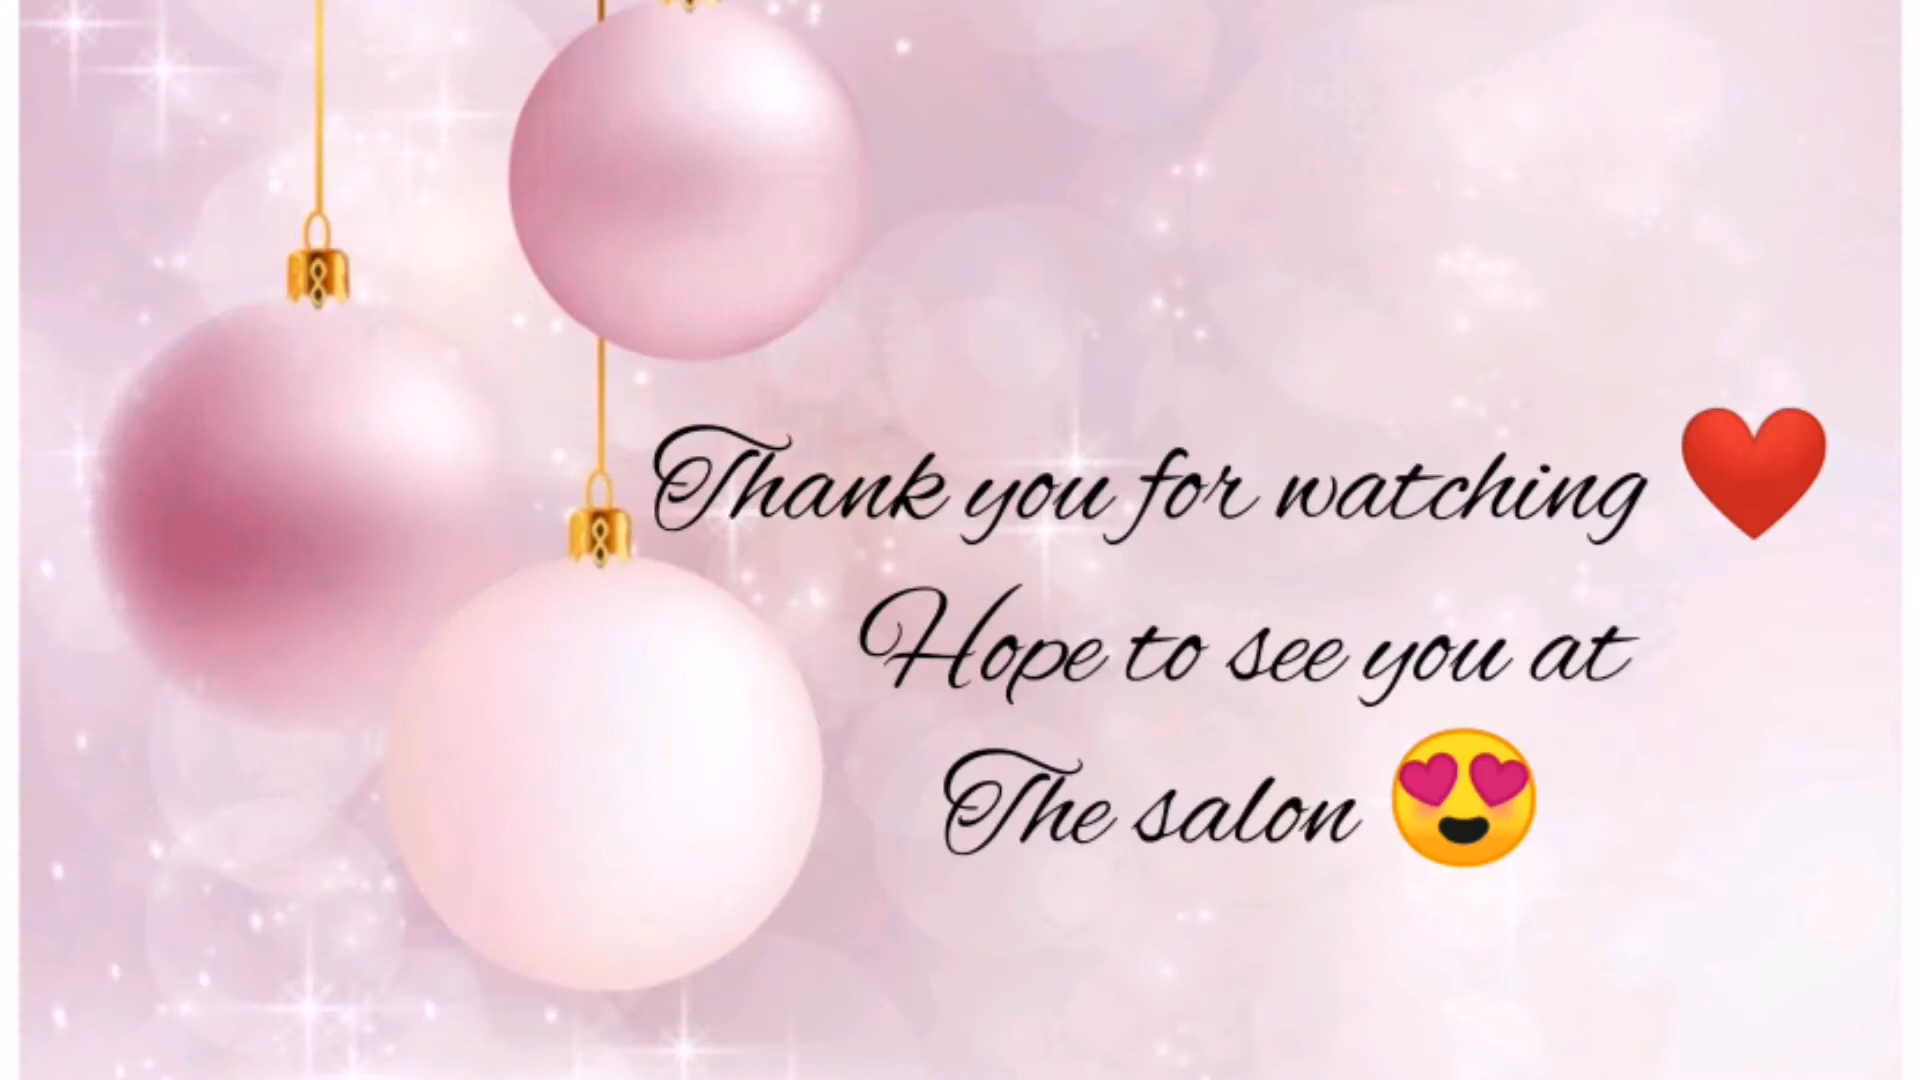 Thank you for watching ❤️
Hope to see you at
The salon 😍